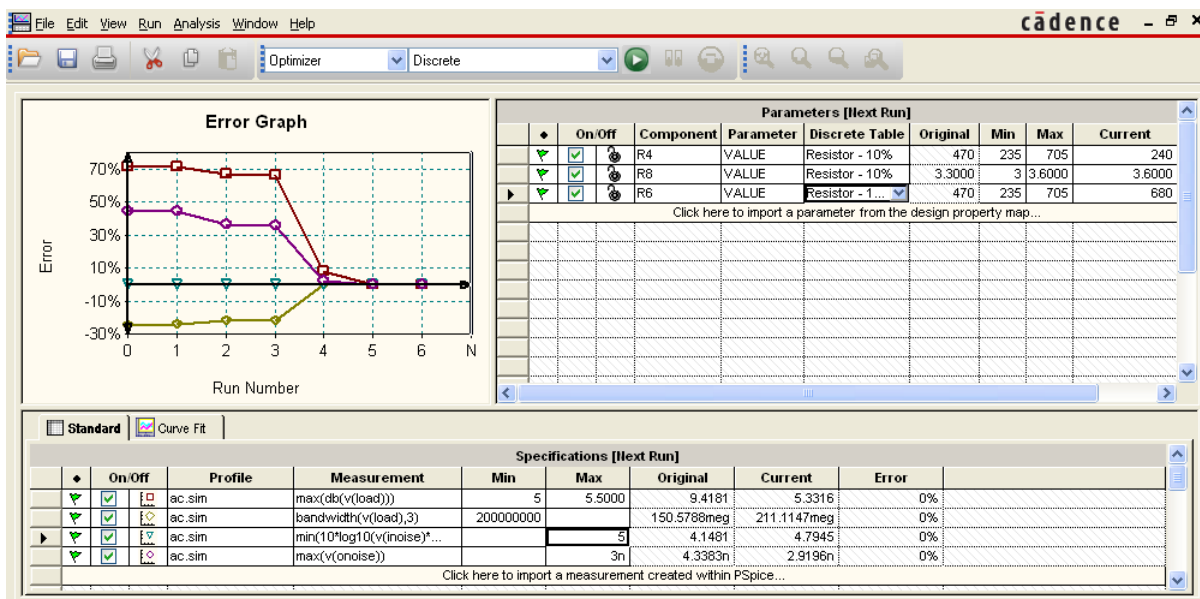 File Edit View Run Analysis Window Help cādence
Optimizer Discrete
Error Graph
70%
50%
30%
10%
-10%
-30%
Error
0 1 2 3 4 5 6 N
Run Number
Parameters [Next Run]
On/Off Component Parameter Discrete Table Original Min Max Current
R4 VALUE Resistor - 10% 470 235 705 240
R8 VALUE Resistor - 10% 3.3000 3 3.6000 3.6000
R6 VALUE Resistor - 1... 470 235 705 680
Click here to import a parameter from the design property map...
Standard Curve Fit
Specifications [Next Run]
On/Off Profile Measurement Min Max Original Current Error
ac.sim max(db(v(load))) 5 5.5000 9.4181 5.3316 0%
ac.sim bandwidth(v(load),3) 200000000 150.5788meg 211.1147meg 0%
ac.sim min(10*log10(v(inoise)*... 5 4.1481 4.7945 0%
ac.sim max(v(onoise)) 3n 4.3383n 2.9196n 0%
Click here to import a measurement created within PSpice...